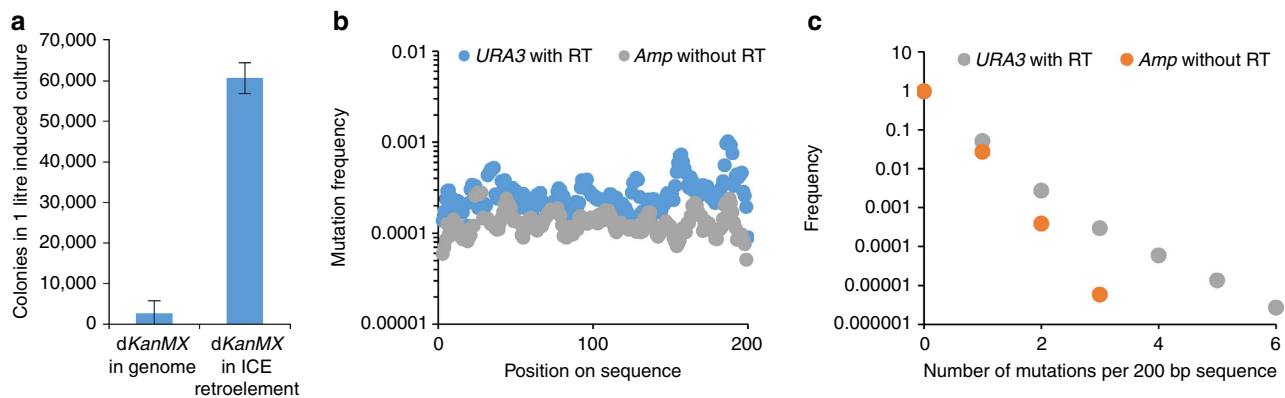 a
Colonies in 1 litre induced culture
70,000
60,000
50,000
40,000
30,000
20,000
10,000
0
dKanMX
in genome
dKanMX
in ICE
retroelement
b
URA3 with RT
Amp without RT
Mutation frequency
0.01
0.001
0.0001
0.00001
0
100
200
Position on sequence
c
URA3 with RT
Amp without RT
Frequency
10
1
0.1
0.01
0.001
0.0001
0.00001
0.000001
0
2
4
6
Number of mutations per 200 bp sequence